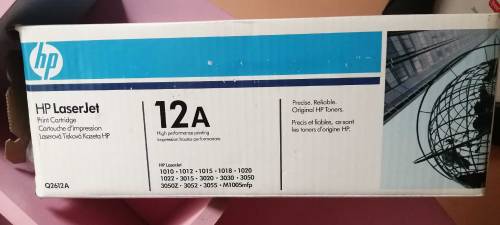 hp
HP LaserJet
Print Cartridge
Cartouche d'impression
Laserová Tisková Kazeta HP
Q2612A
12A
High performance printing
HP LaserJet
1010 · 1012 · 1015 · 1018 · 1020
1022 · 3015 · 3020 · 3030 · 3050
3050Z · 3052 · 3055 · M1005mfp
Precise. Reliable.
Original HP Toners.
Précis et fiables, ce sont
les toners d'origine HP.